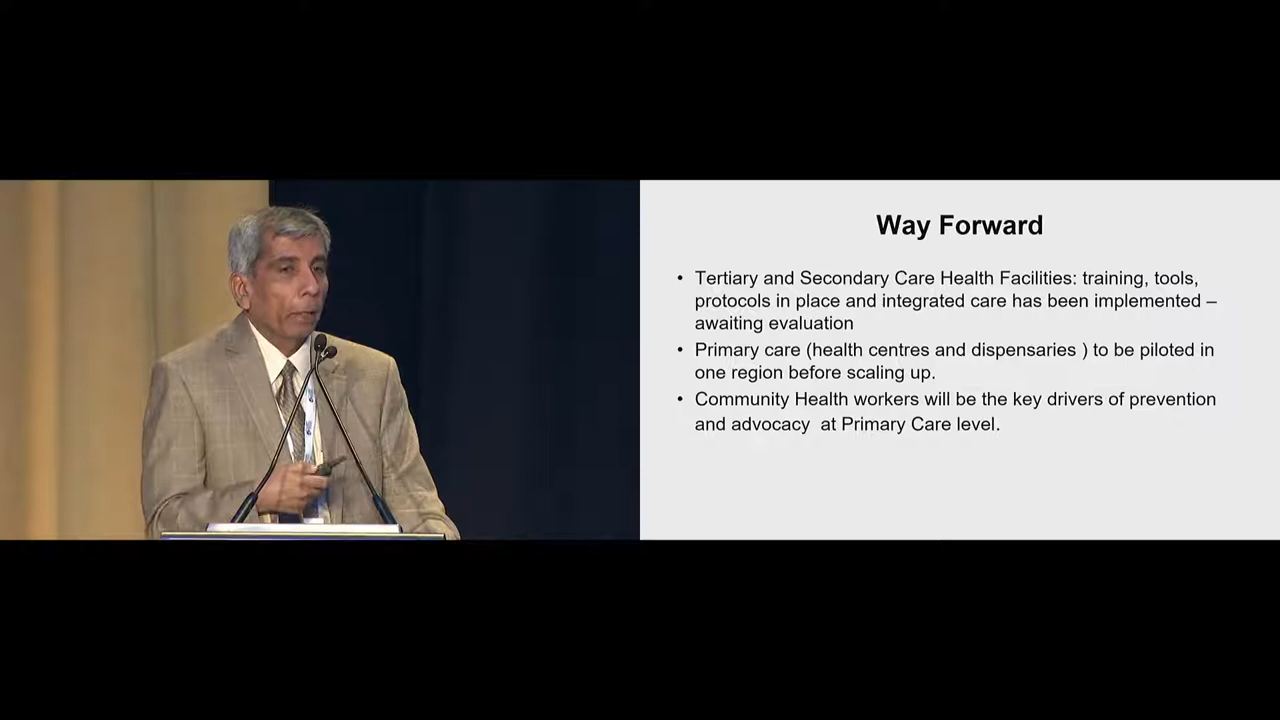 Way Forward
• Tertiary and Secondary Care Health Facilities: training, tools,
protocols in place and integrated care has been implemented –
awaiting evaluation
• Primary care (health centres and dispensaries ) to be piloted in
one region before scaling up.
• Community Health workers will be the key drivers of prevention
and advocacy  at Primary Care level.